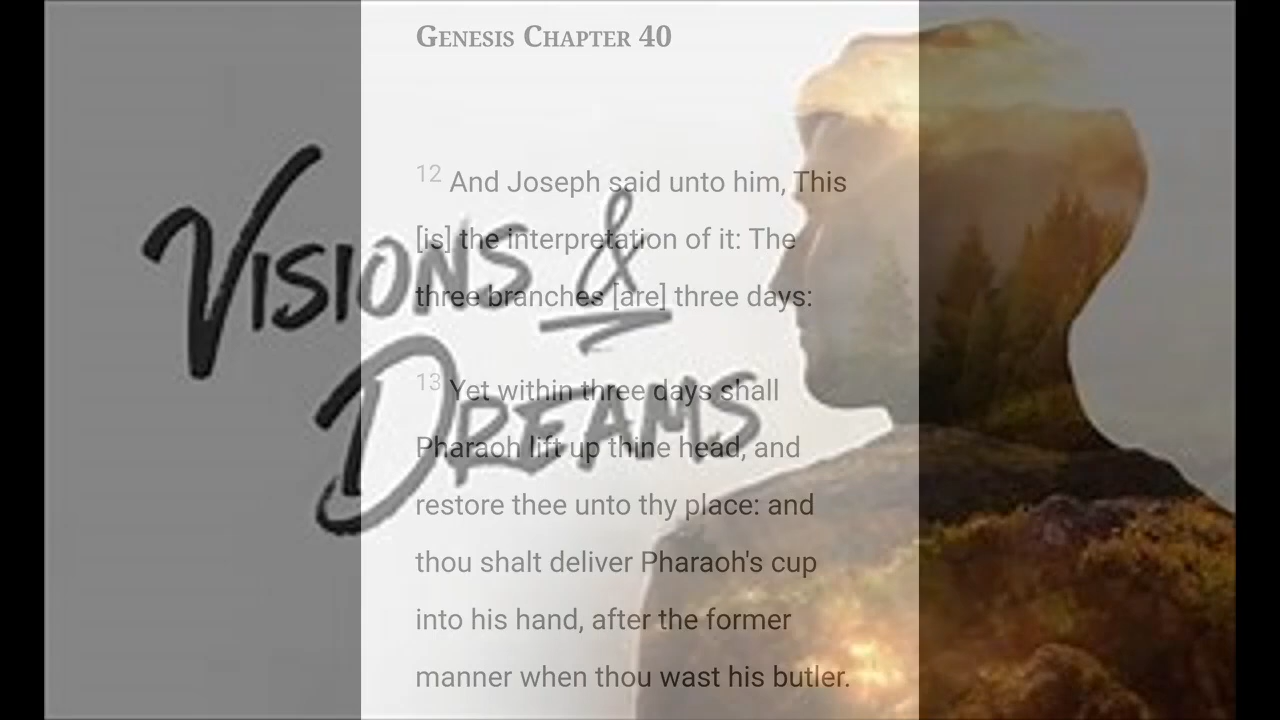 GENESIS CHAPTER 40
12 And Joseph said unto him, This
[is] the interpretation of it: The
three branches [are] three days:
13 Yet within three days shall
Pharaoh lift up thine head, and
restore thee unto thy place: and
thou shalt deliver Pharaoh's cup
into his hand, after the former
manner when thou wast his butler.
VISIONS &
DREAMS